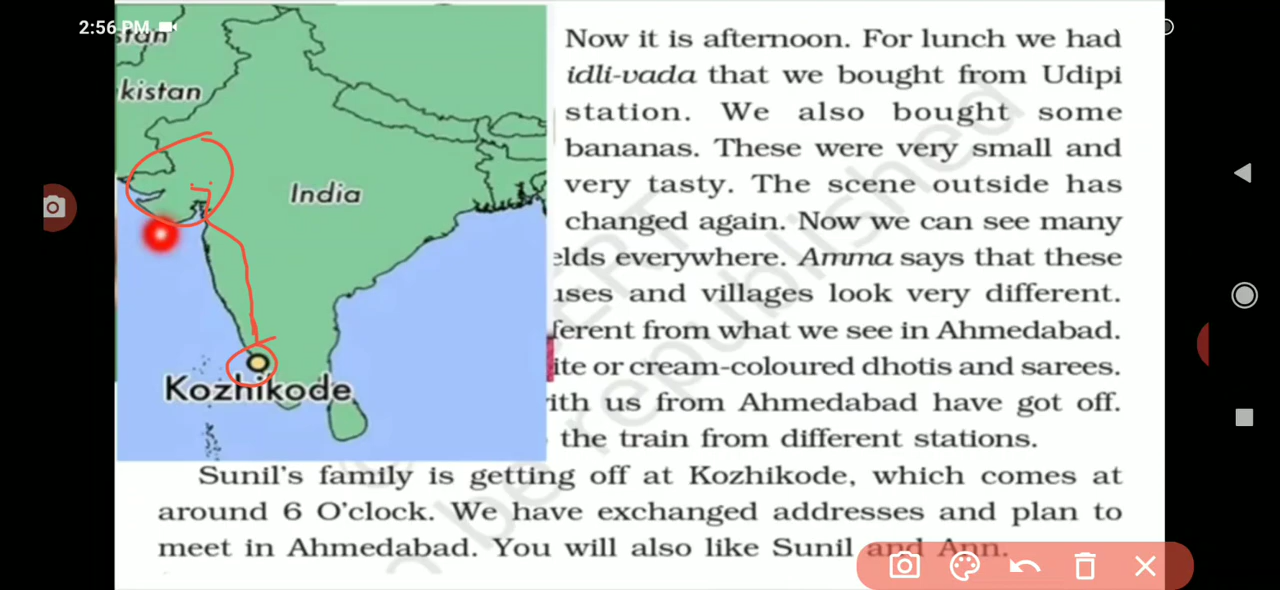 2:56 PM
stan
kistan
India
Kozhikode
Now it is afternoon. For lunch we had
idli-vada that we bought from Udipi
station. We also bought some
bananas. These were very small and
very tasty. The scene outside has
changed again. Now we can see many
elds everywhere. Amma says that these
uses and villages look very different.
ferent from what we see in Ahmedabad.
ite or cream-coloured dhotis and sarees.
ith us from Ahmedabad have got off.
the train from different stations.
Sunil's family is getting off at Kozhikode, which comes at
around 6 O'clock. We have exchanged addresses and plan to
meet in Ahmedabad. You will also like Sunil and Ann.
be republished